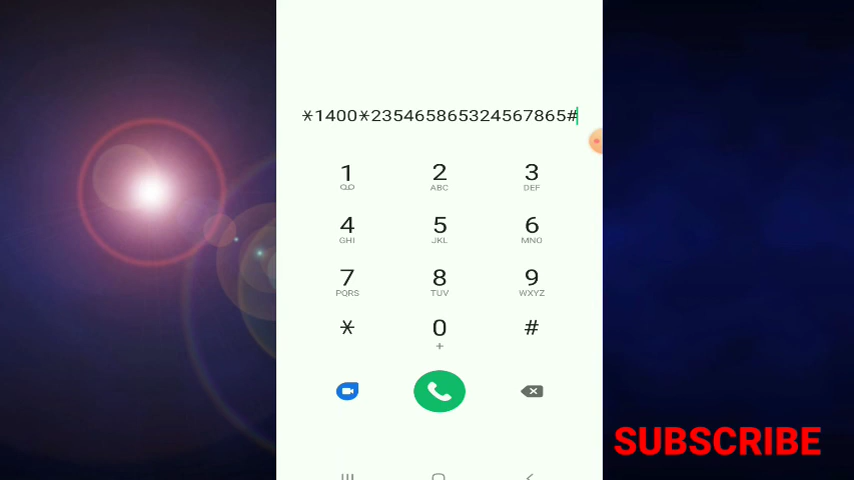 *1400*235465865324567865#
1 2 3
ABC DEF
4 5 6
GHI JKL MNO
7 8 9
PQRS TUV WXYZ
* 0 #
+
SUBSCRIBE